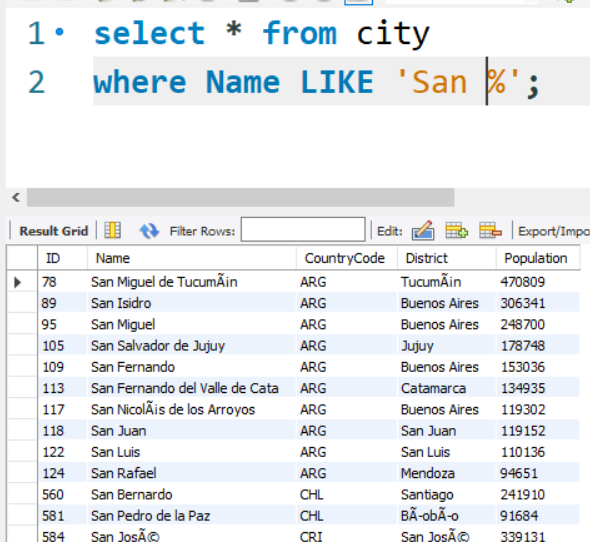 1 select * from city
2 where Name LIKE 'San %';
Result Grid Filter Rows: Edit: Export/Impo
ID Name CountryCode District Population
78 San Miguel de TucumÃ¡n ARG TucumÃ¡n 470809
89 San Isidro ARG Buenos Aires 306341
95 San Miguel ARG Buenos Aires 248700
105 San Salvador de Jujuy ARG Jujuy 178748
109 San Fernando ARG Buenos Aires 153036
113 San Fernando del Valle de Cata ARG Catamarca 134935
117 San NicolÃ¡s de los Arroyos ARG Buenos Aires 119302
118 San Juan ARG San Juan 119152
122 San Luis ARG San Luis 110136
124 San Rafael ARG Mendoza 94651
560 San Bernardo CHL Santiago 241910
581 San Pedro de la Paz CHL BÃ-obÃ-o 91684
584 San JosÃ© CRI San JosÃ© 339131